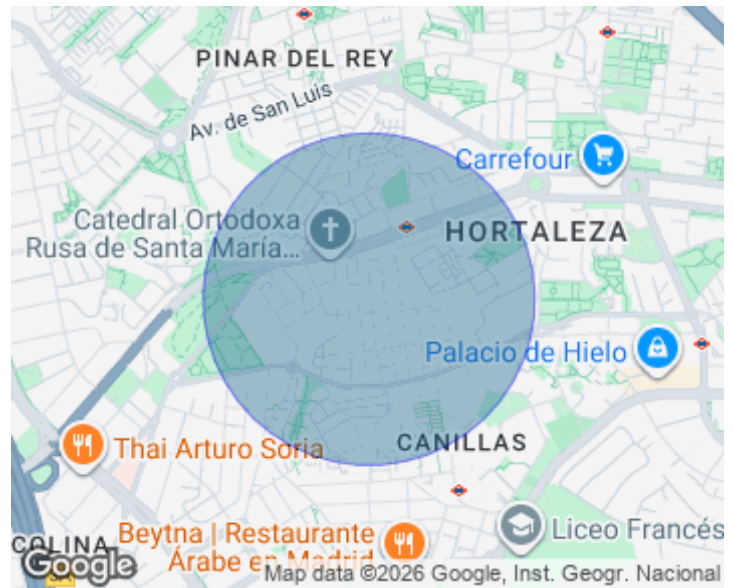 PINAR DEL REY
Av. de San Luis
Carrefour
Catedral Ortodoxa
Rusa de Santa María...
HORTALEZA
Palacio de Hielo
Thai Arturo Soria
CANILLAS
COLINA
Beytna | Restaurante
Árabe en Madrid
Liceo Francés
Google
Map data ©2026 Google, Inst. Geogr. Nacional